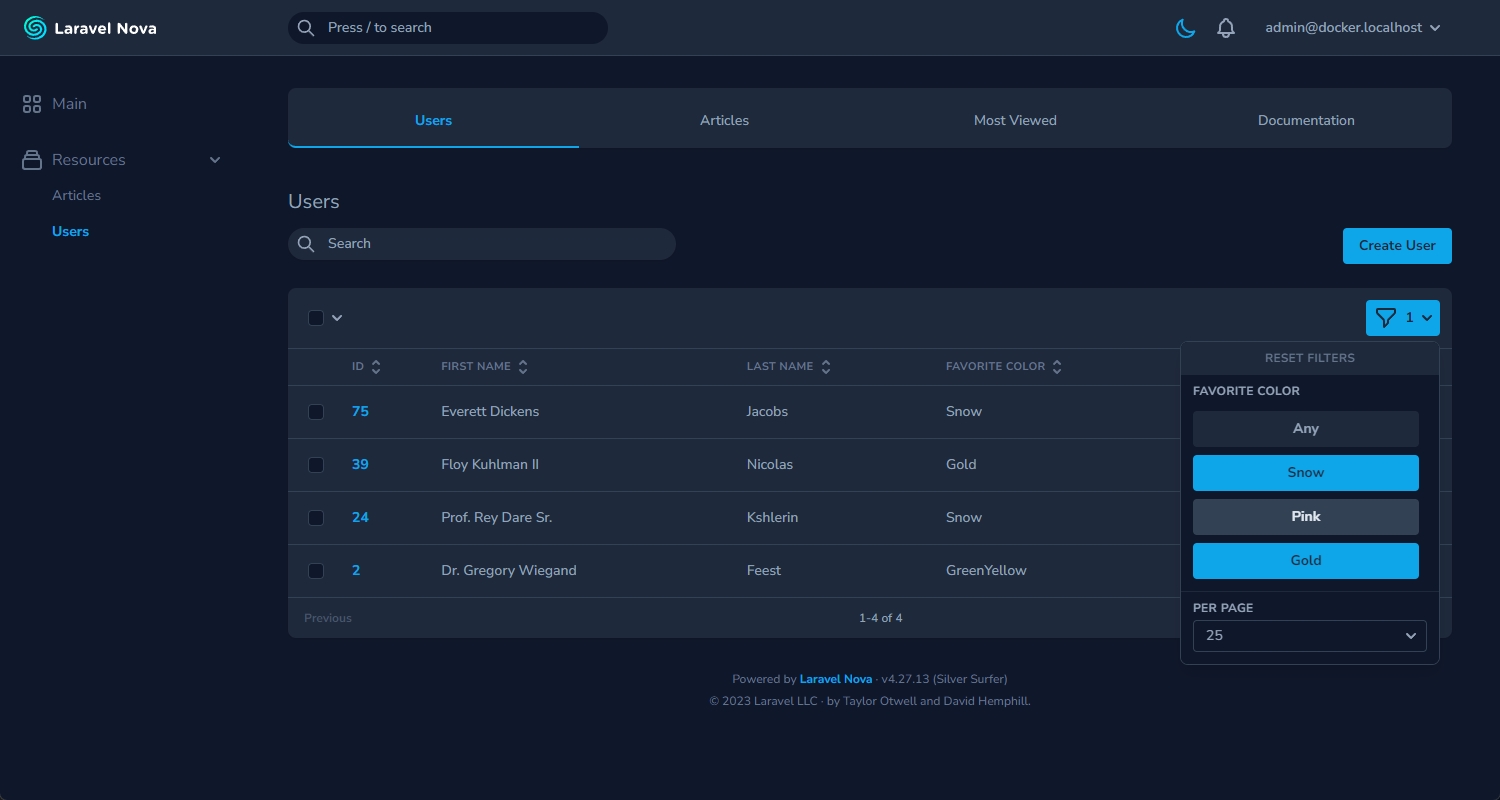 Laravel Nova
Press / to search
admin@docker.localhost
Main
Resources
Articles
Users
Users Articles Most Viewed Documentation
Users
Search
Create User
1
ID FIRST NAME LAST NAME FAVORITE COLOR
75 Everett Dickens Jacobs Snow
39 Floy Kuhlman II Nicolas Gold
24 Prof. Rey Dare Sr. Kshlerin Snow
2 Dr. Gregory Wiegand Feest GreenYellow
Previous 1-4 of 4
RESET FILTERS
FAVORITE COLOR
Any
Snow
Pink
Gold
PER PAGE
25
Powered by Laravel Nova · v4.27.13 (Silver Surfer)
© 2023 Laravel LLC · by Taylor Otwell and David Hemphill.